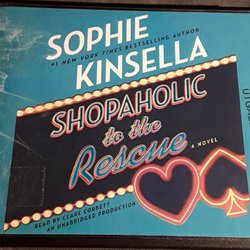 SOPHIE
#1 NEW YORK TIMES BESTSELLING AUTHOR
KINSELLA
SHOPAHOLIC
to the
Rescue
A NOVEL
READ BY CLARE CORBETT
AN UNABRIDGED PRODUCTION